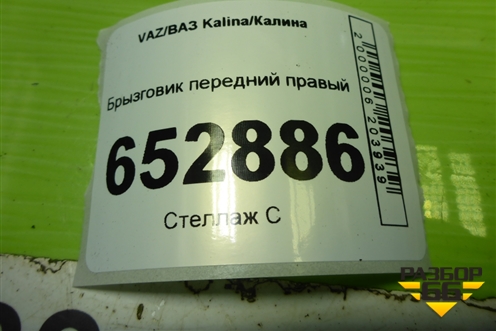 VAZ/ВАЗ Kalina/Калина
Брызговик передний правый
652886
Стеллаж С
2000006203939
РАЗБОР
66